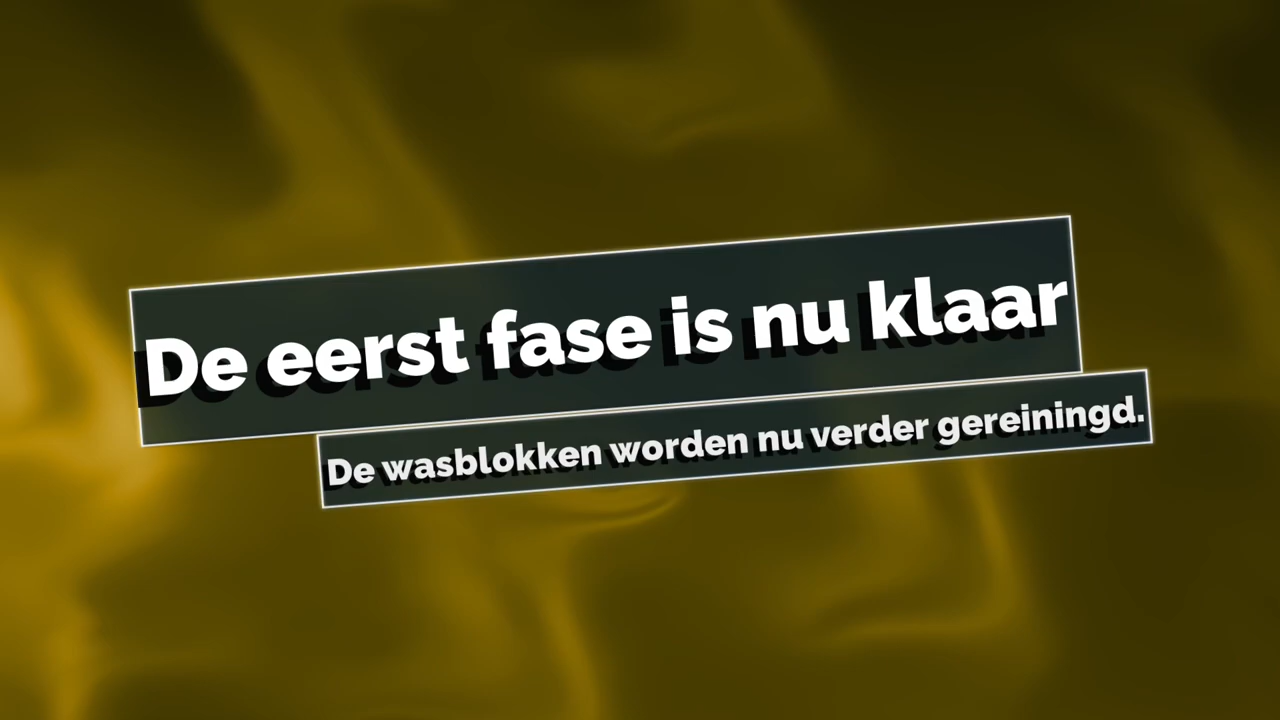 De eerst fase is nu klaar
De wasblokken worden nu verder gereiningd.